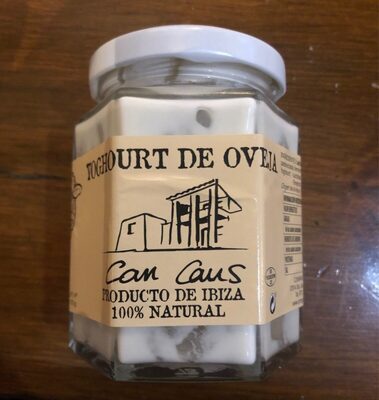 YOGHOURT DE OVEJA
Can Caus
PRODUCTO DE IBIZA
100% NATURAL